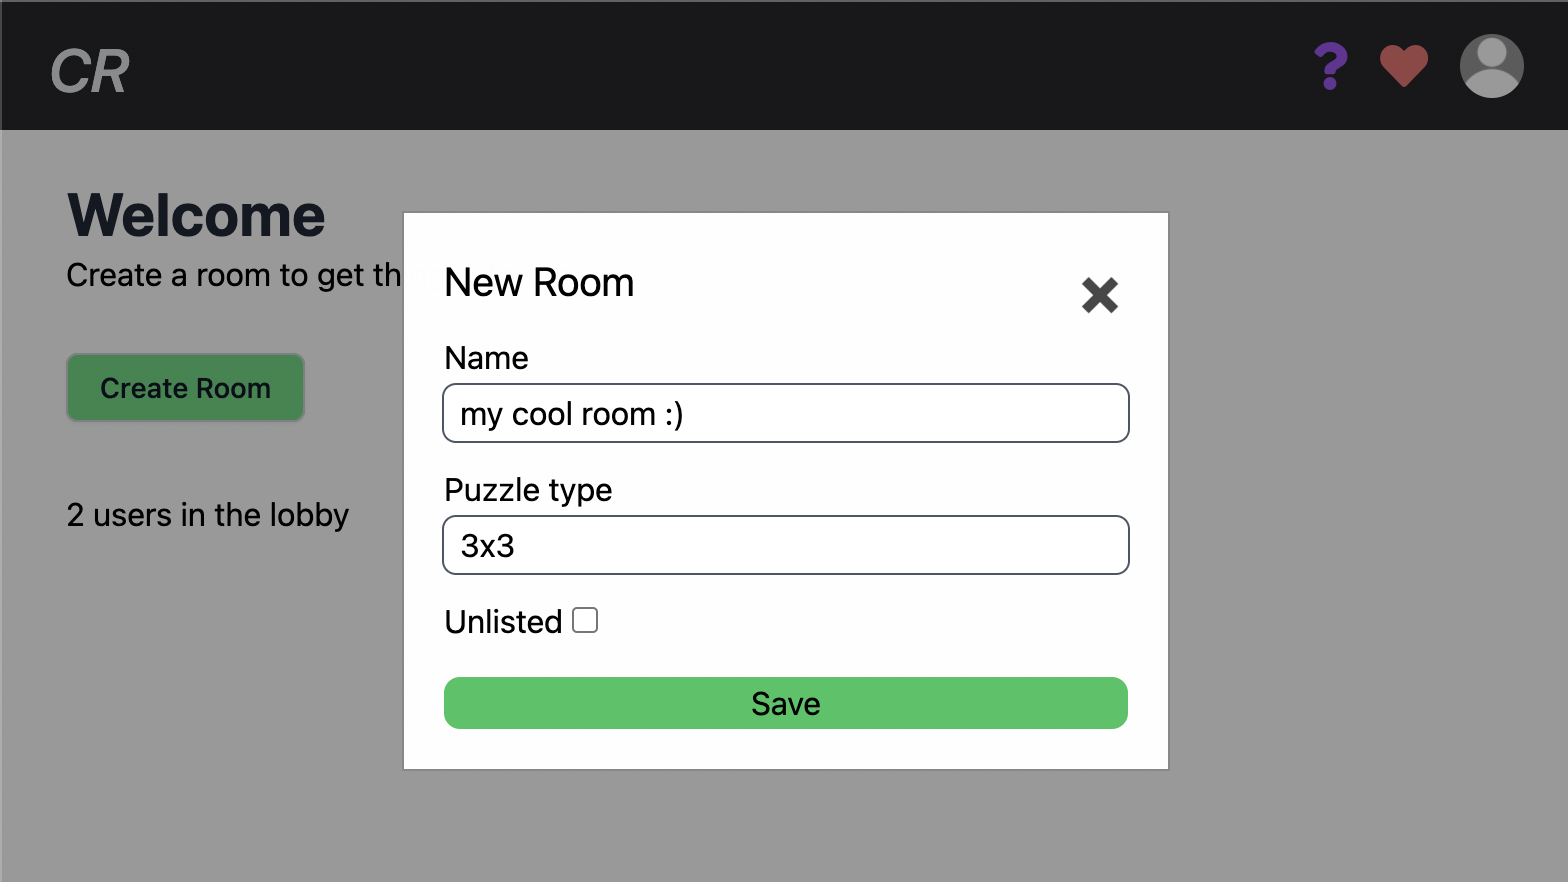 CR
?
Welcome
Create a room to get th
Create Room
2 users in the lobby
New Room
Name
my cool room :)
Puzzle type
3x3
Unlisted
Save